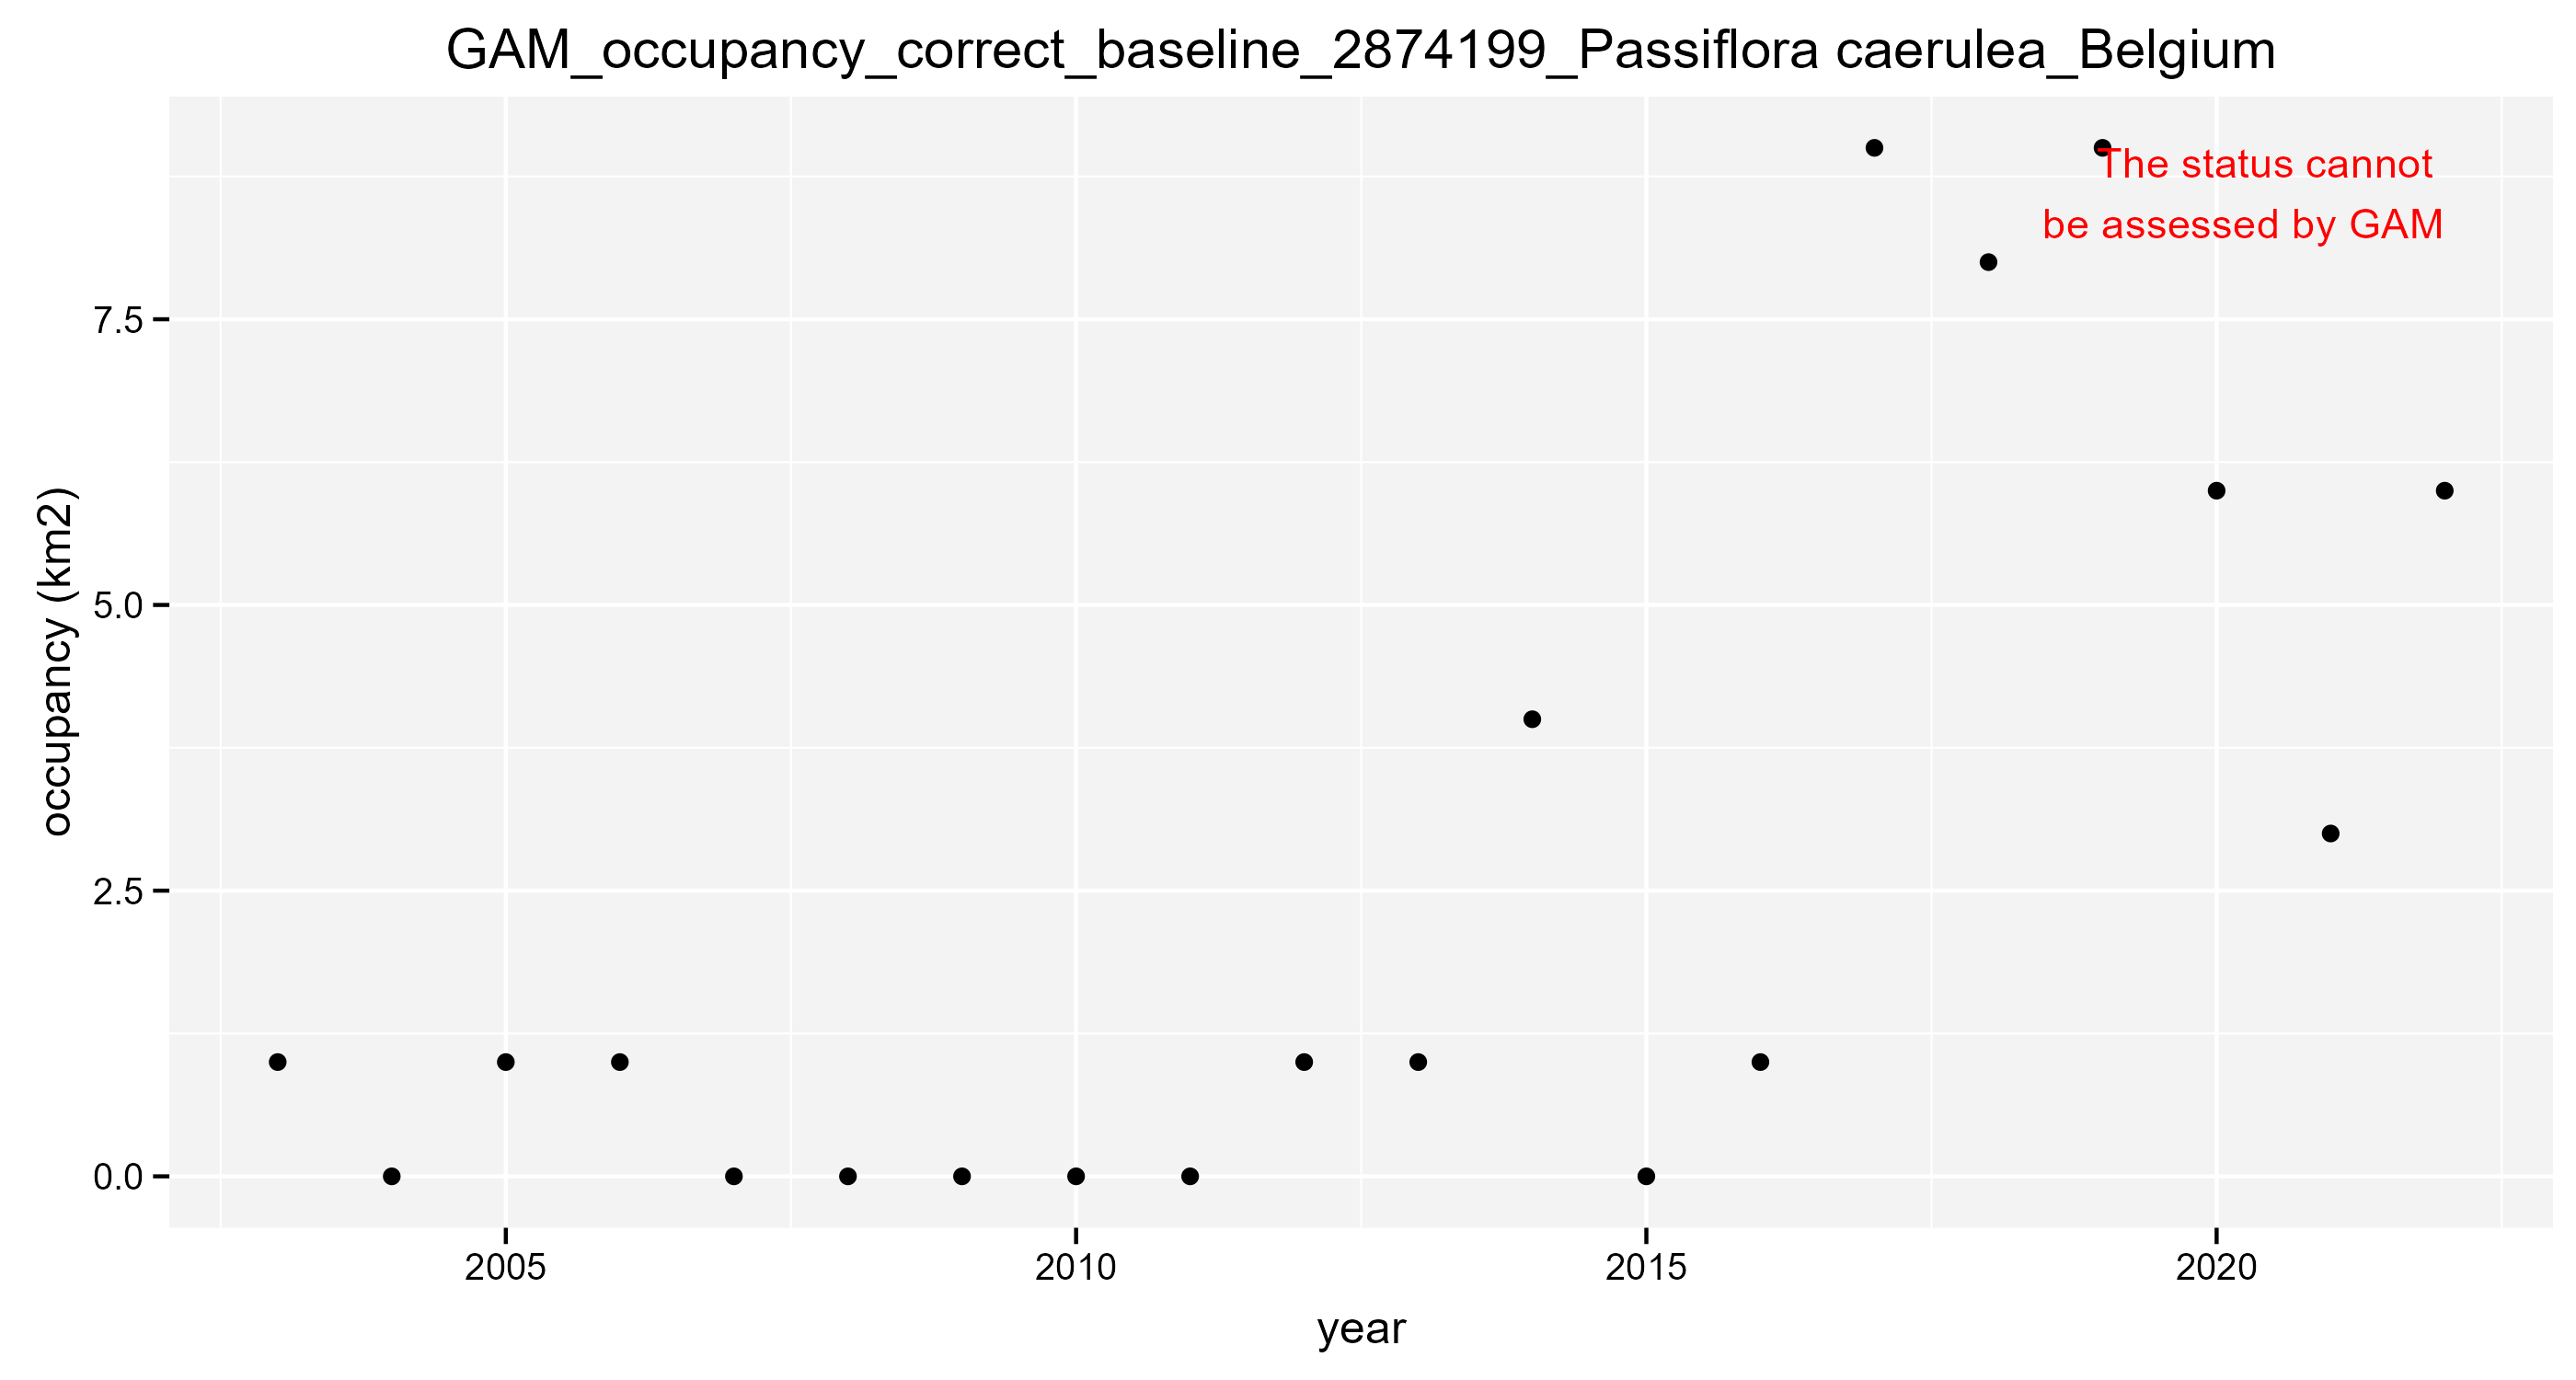 GAM_occupancy_correct_baseline_2874199_Passiflora caerulea_Belgium
The status cannot
be assessed by GAM
7.5
5.0
2.5
0.0
occupancy (km2)
2005 2010 2015 2020
year